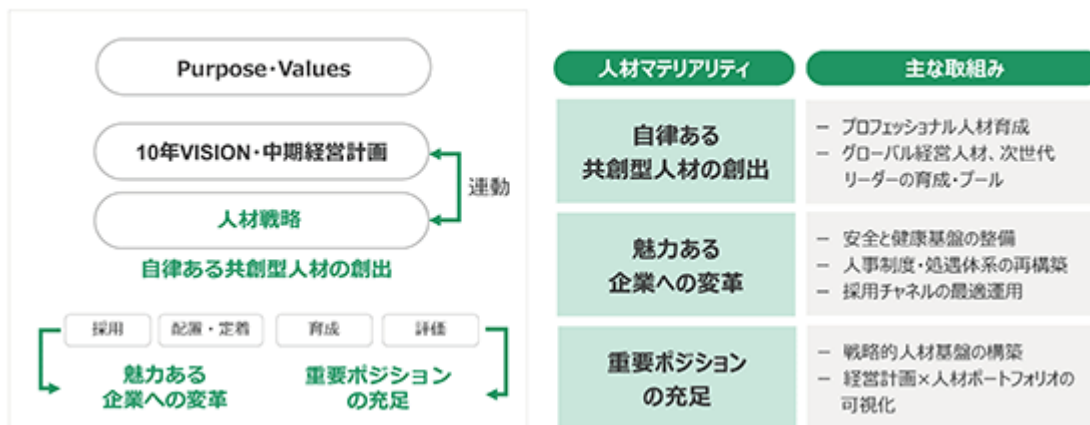 Purpose・Values
10年VISION・中期経営計画
連動
人材戦略
自律ある共創型人材の創出
採用
配置・定着
育成
評価
魅力ある
企業への変革
重要ポジション
の充足
人材マテリアリティ
主な取組み
自律ある
共創型人材の創出
− プロフェッショナル人材育成
− グローバル経営人材、次世代
リーダーの育成・プール
魅力ある
企業への変革
− 安全と健康基盤の整備
− 人事制度・処遇体系の再構築
− 採用チャネルの最適運用
重要ポジション
の充足
− 戦略的人材基盤の構築
− 経営計画×人材ポートフォリオの
可視化